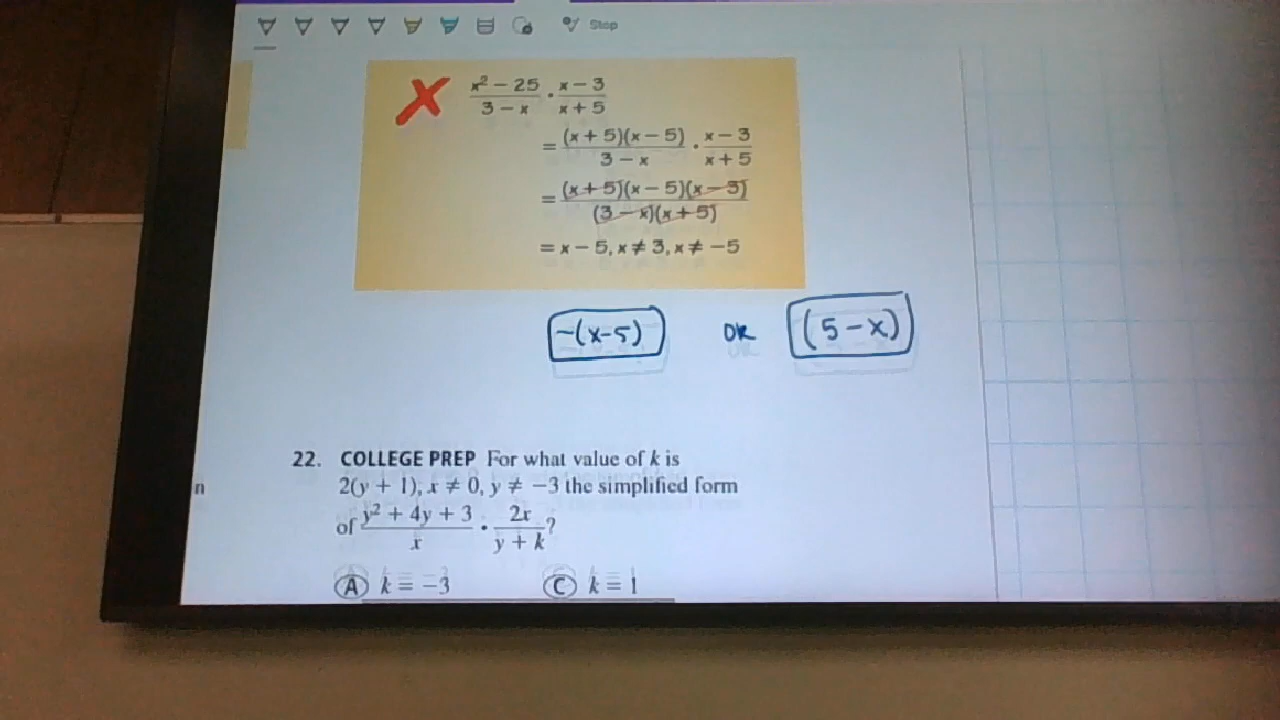 Stop
x² - 25 / 3 - x · x - 3 / x + 5
= (x + 5)(x - 5) / 3 - x · x - 3 / x + 5
= (x + 5)(x - 5)(x - 3) / (3 - x)(x + 5)
= x - 5, x ≠ 3, x ≠ -5
-(x-5) OR (5-x)
22. COLLEGE PREP For what value of k is
n
2(y + 1), x ≠ 0, y ≠ -3 the simplified form
of y² + 4y + 3 / x · 2x / y + k ?
A k = -3 C k = 1